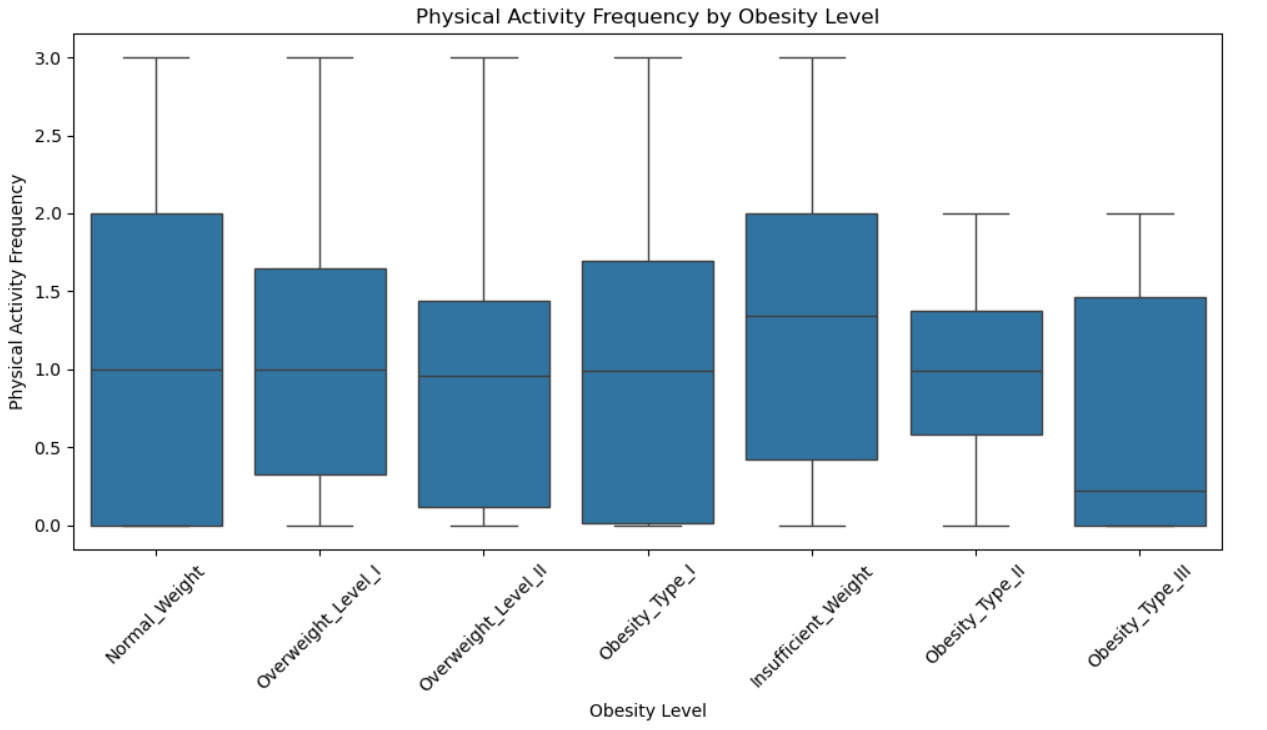 Physical Activity Frequency by Obesity Level
Physical Activity Frequency
3.0
2.5
2.0
1.5
1.0
0.5
0.0
Normal_Weight
Overweight_Level_I
Overweight_Level_II
Obesity_Type_I
Insufficient_Weight
Obesity_Type_II
Obesity_Type_III
Obesity Level